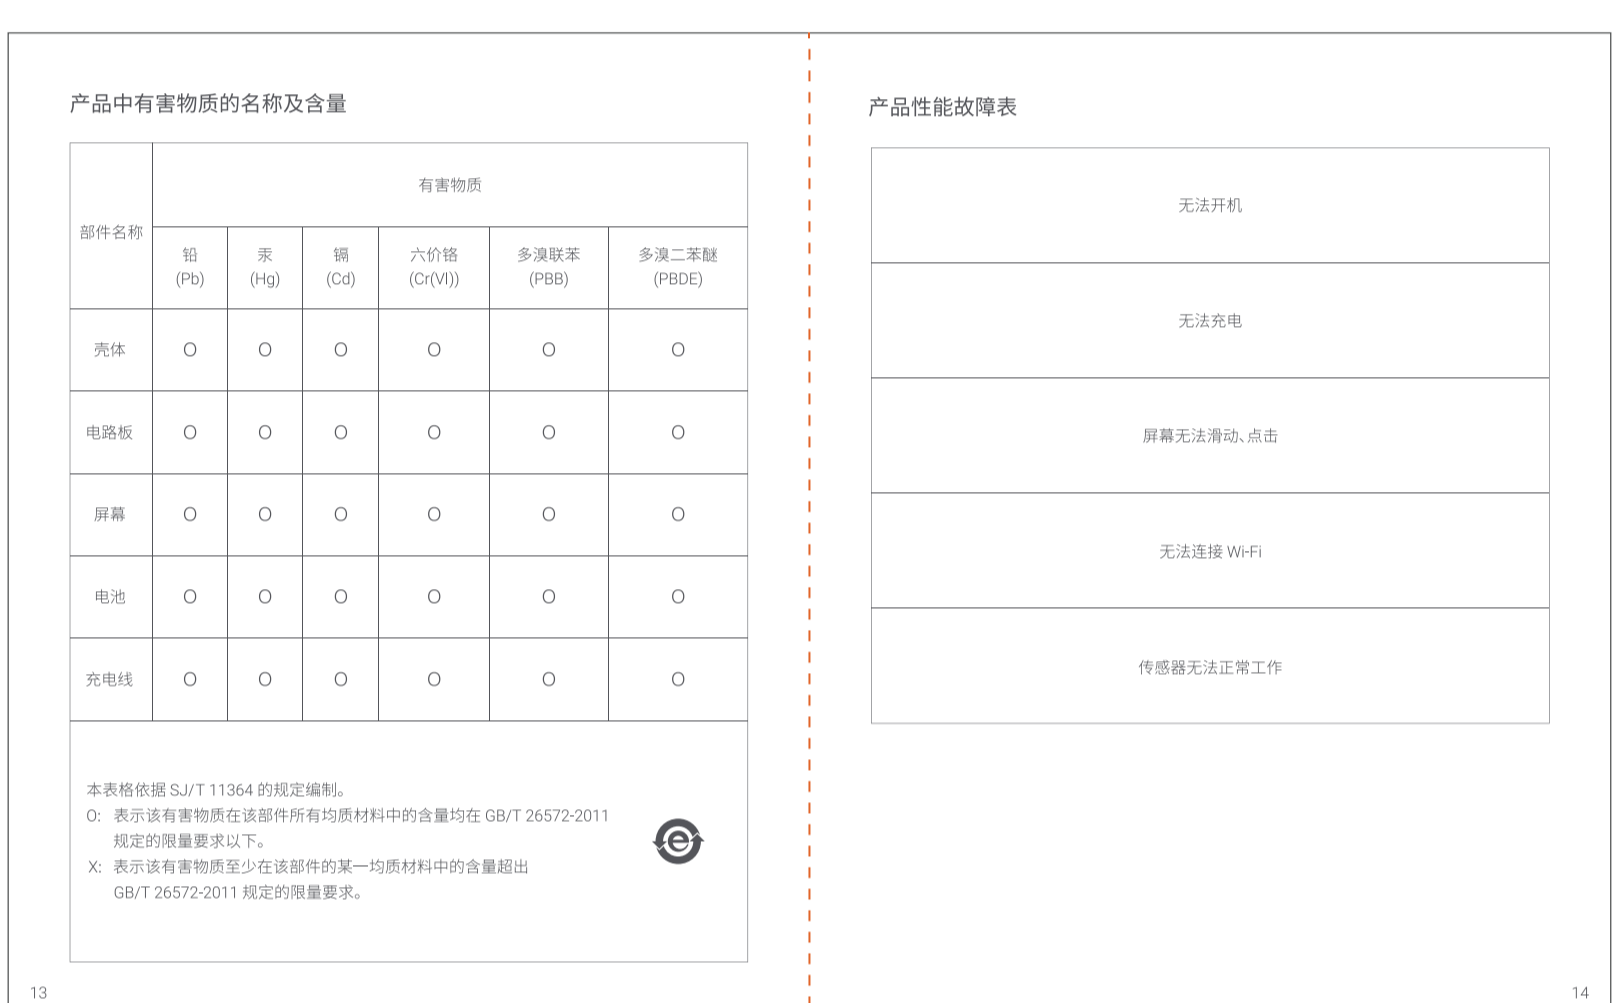 产品中有害物质的名称及含量
部件名称
有害物质
铅
(Pb)
汞
(Hg)
镉
(Cd)
六价铬
(Cr(VI))
多溴联苯
(PBB)
多溴二苯醚
(PBDE)
壳体 O O O O O O
电路板 O O O O O O
屏幕 O O O O O O
电池 O O O O O O
充电线 O O O O O O
本表格依据 SJ/T 11364 的规定编制。
O: 表示该有害物质在该部件所有均质材料中的含量均在 GB/T 26572-2011
规定的限量要求以下。
X: 表示该有害物质至少在该部件的某一均质材料中的含量超出
GB/T 26572-2011 规定的限量要求。
e
13
产品性能故障表
无法开机
无法充电
屏幕无法滑动、点击
无法连接 Wi-Fi
传感器无法正常工作
14